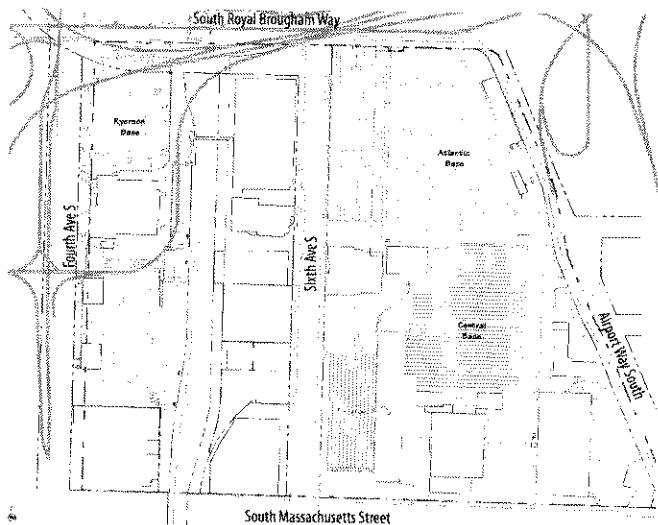 South Royal Brougham Way
Ryerson
Base
Atlantic
Base
Fourth Ave S
Sixth Ave S
Central
Base
Airport Way South
South Massachusetts Street